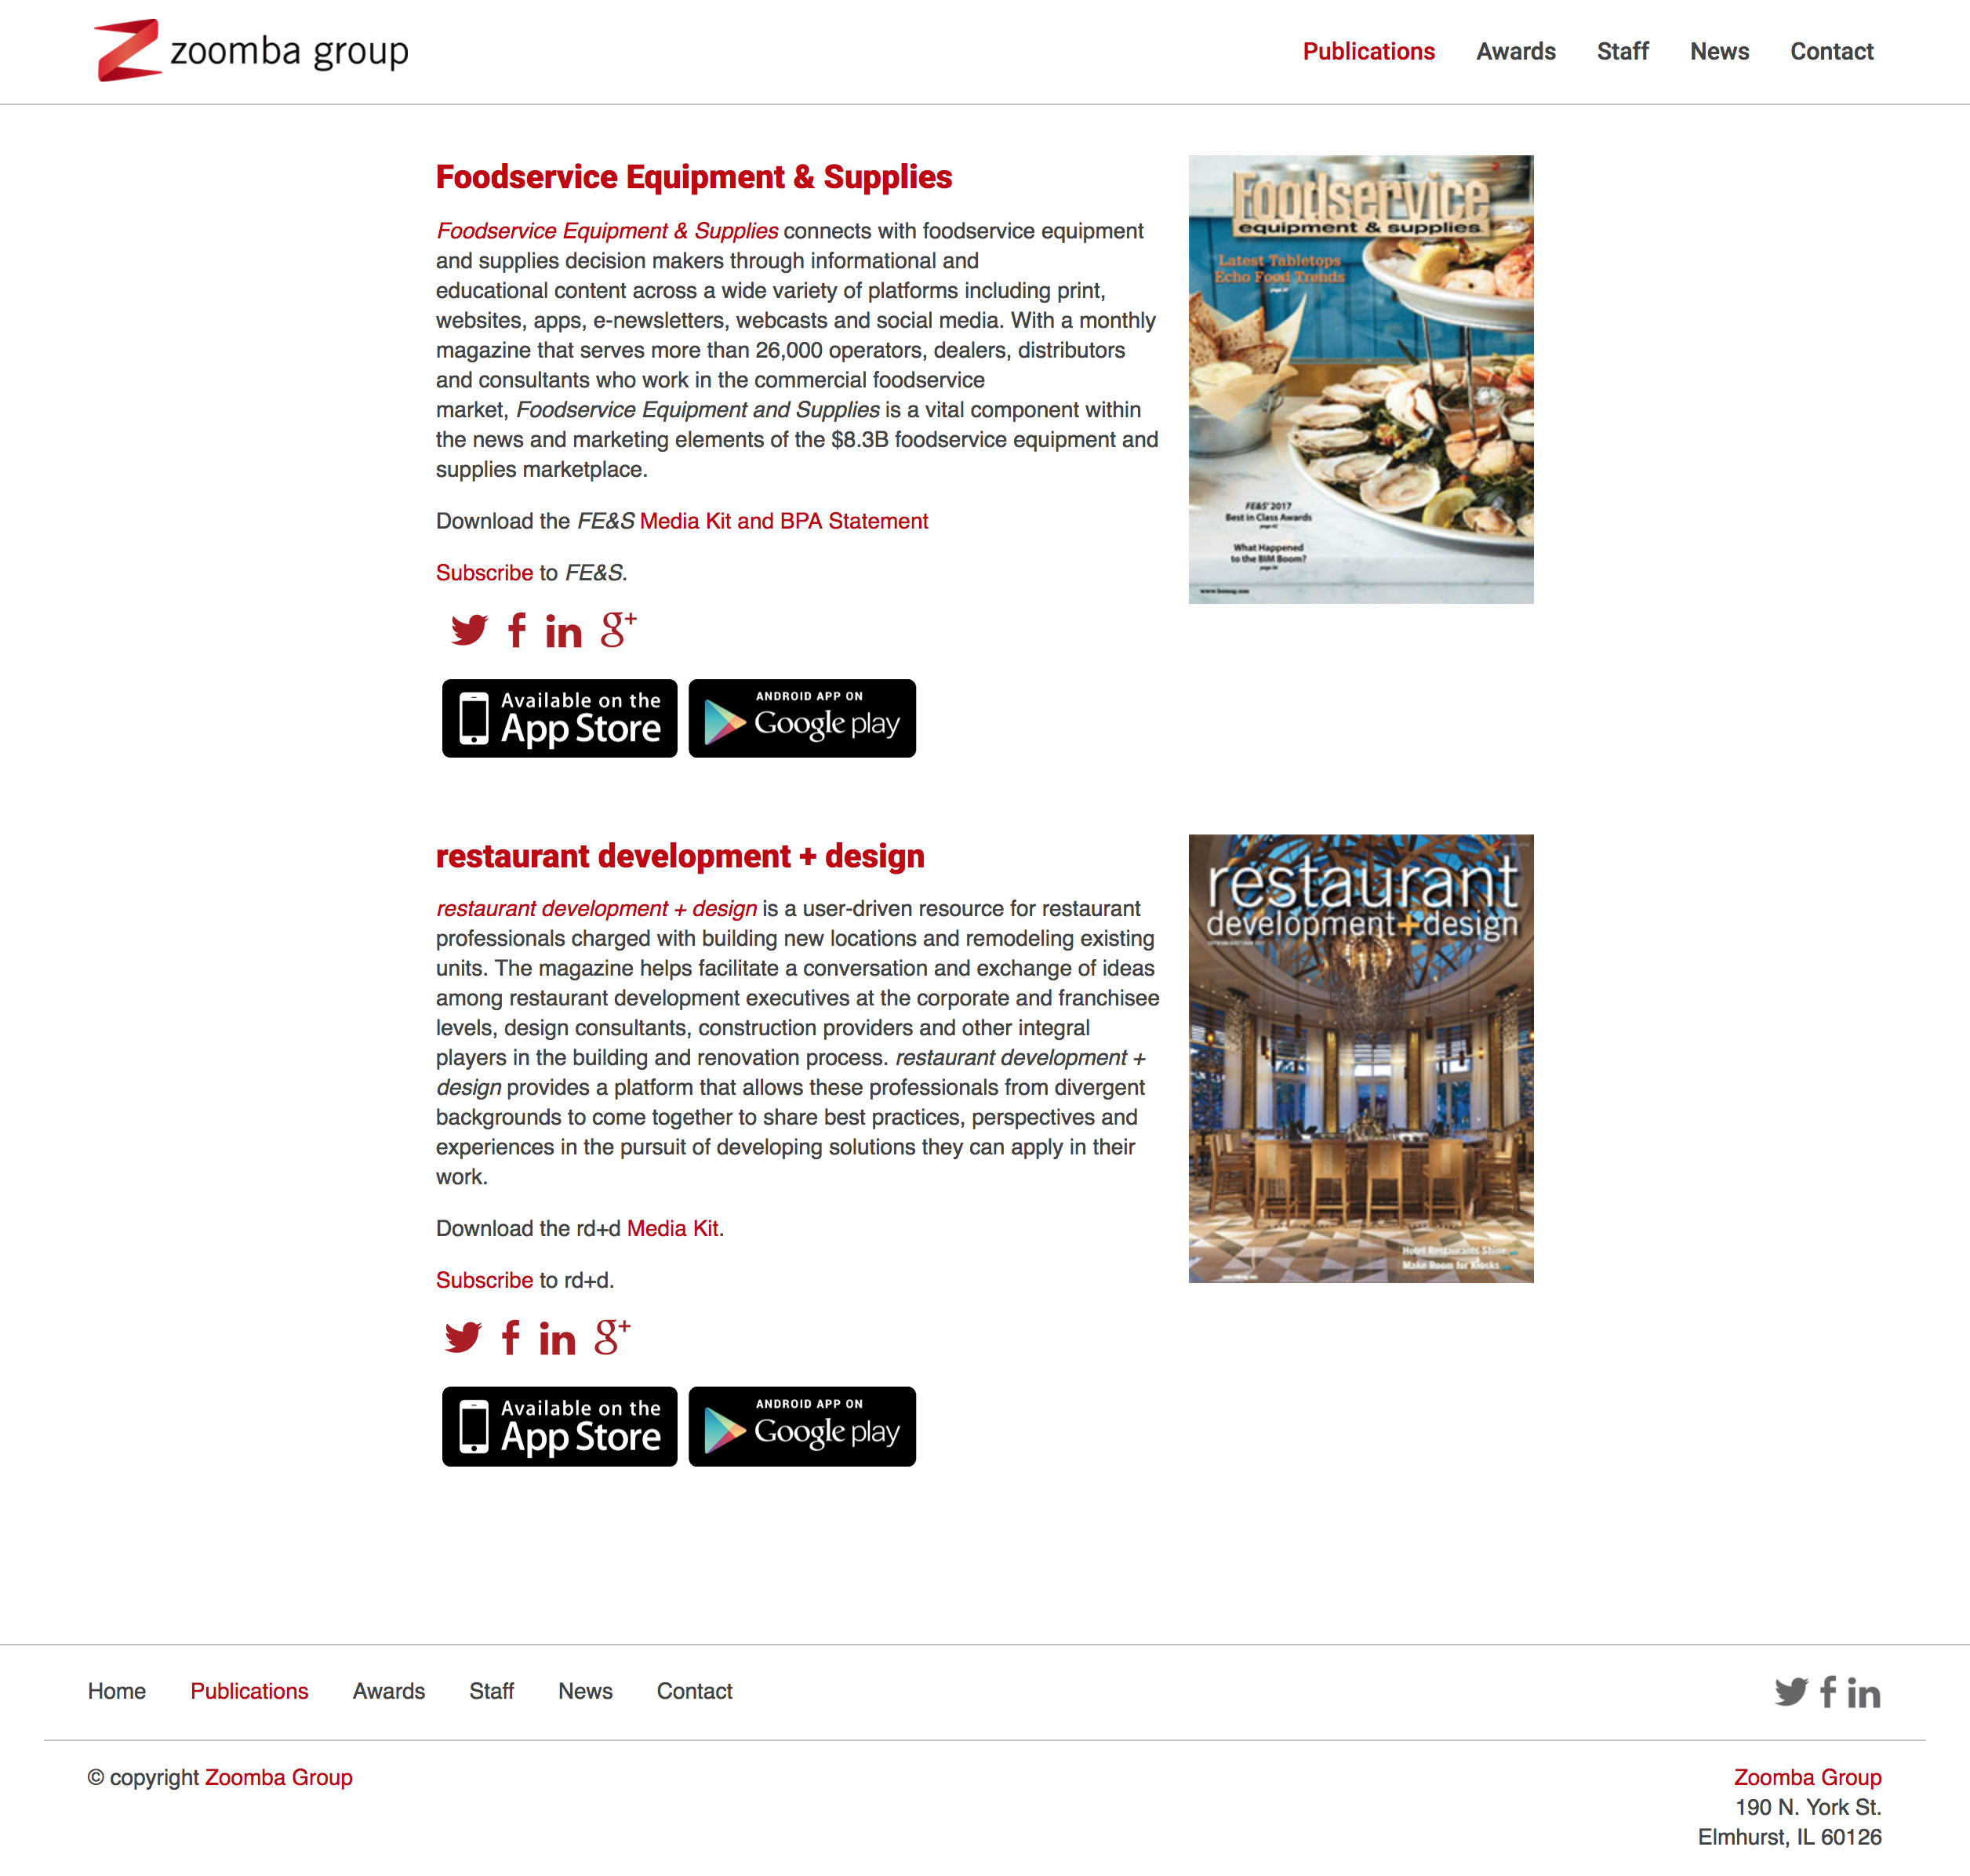 zoomba group
Publications Awards Staff News Contact
Foodservice Equipment & Supplies
Foodservice Equipment & Supplies connects with foodservice equipment
and supplies decision makers through informational and
educational content across a wide variety of platforms including print,
websites, apps, e-newsletters, webcasts and social media. With a monthly
magazine that serves more than 26,000 operators, dealers, distributors
and consultants who work in the commercial foodservice
market, Foodservice Equipment and Supplies is a vital component within
the news and marketing elements of the $8.3B foodservice equipment and
supplies marketplace.
Download the FE&S Media Kit and BPA Statement
Subscribe to FE&S.
Available on the
App Store
ANDROID APP ON
Google play
Foodservice
equipment & supplies
Latest Tabletops
Echo Food Trends
FE&S' 2017
Best in Class Awards
What Happened
to the BIM Boom?
restaurant development + design
restaurant development + design is a user-driven resource for restaurant
professionals charged with building new locations and remodeling existing
units. The magazine helps facilitate a conversation and exchange of ideas
among restaurant development executives at the corporate and franchisee
levels, design consultants, construction providers and other integral
players in the building and renovation process. restaurant development +
design provides a platform that allows these professionals from divergent
backgrounds to come together to share best practices, perspectives and
experiences in the pursuit of developing solutions they can apply in their
work.
Download the rd+d Media Kit.
Subscribe to rd+d.
Available on the
App Store
ANDROID APP ON
Google play
restaurant
development+design
Hotel Restaurants Shine
Make Room for Kiosks
Home Publications Awards Staff News Contact
© copyright Zoomba Group
Zoomba Group
190 N. York St.
Elmhurst, IL 60126